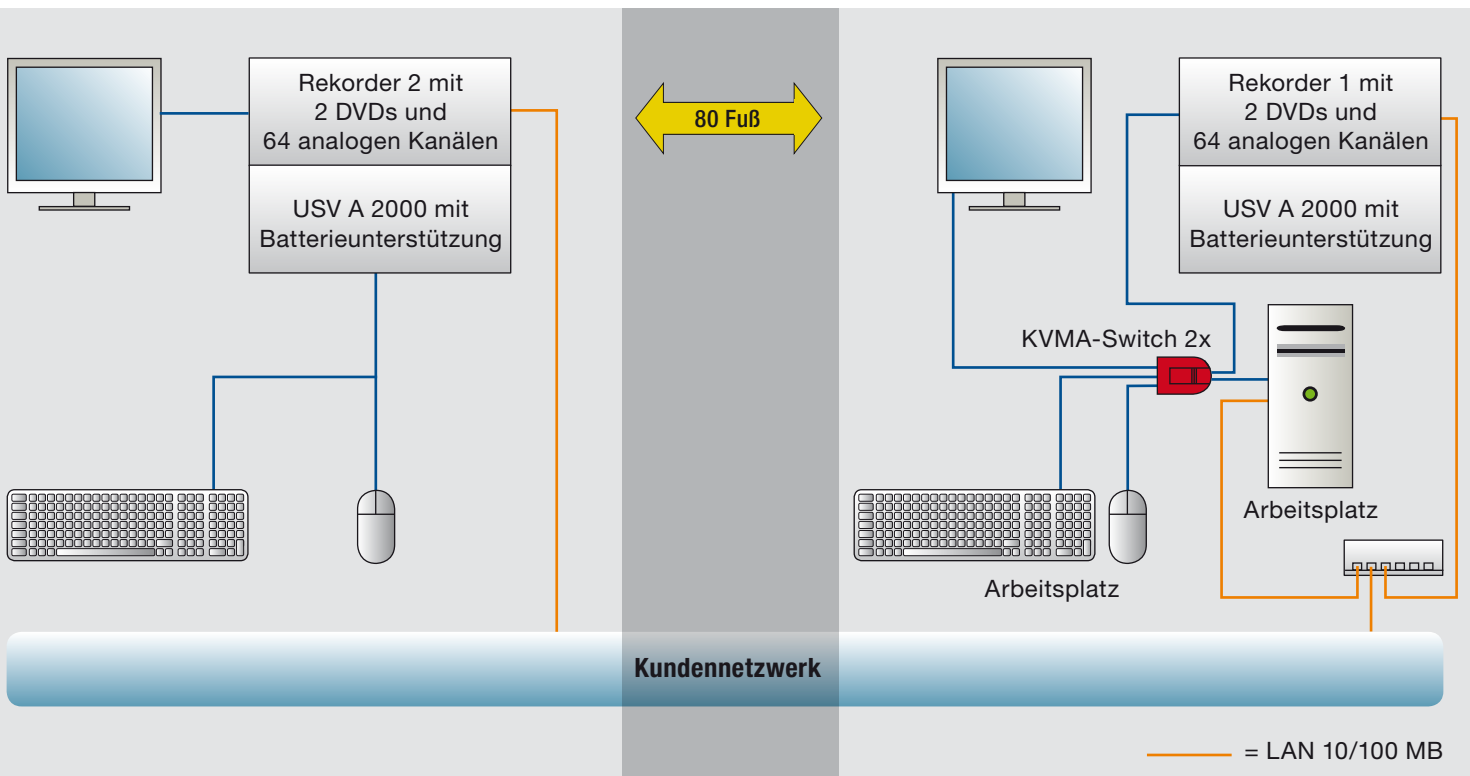 Rekorder 2 mit
2 DVDs und
64 analogen Kanälen
USV A 2000 mit
Batterieunterstützung
80 Fuß
Rekorder 1 mit
2 DVDs und
64 analogen Kanälen
USV A 2000 mit
Batterieunterstützung
KVMA-Switch 2x
Arbeitsplatz
Arbeitsplatz
Kundennetzwerk
= LAN 10/100 MB